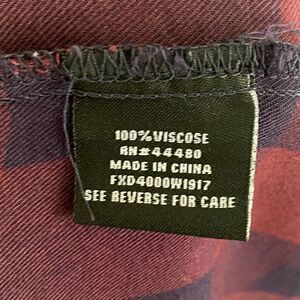 100% VISCOSE
RN#44480
MADE IN CHINA
FXD4000W1917
SEE REVERSE FOR CARE